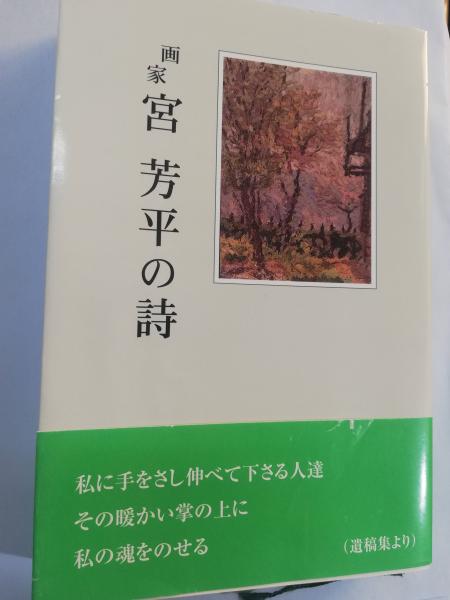 画家 宮 芳平の詩
私に手をさし伸べて下さる人達
その暖かい掌の上に
私の魂をのせる
(遺稿集より)